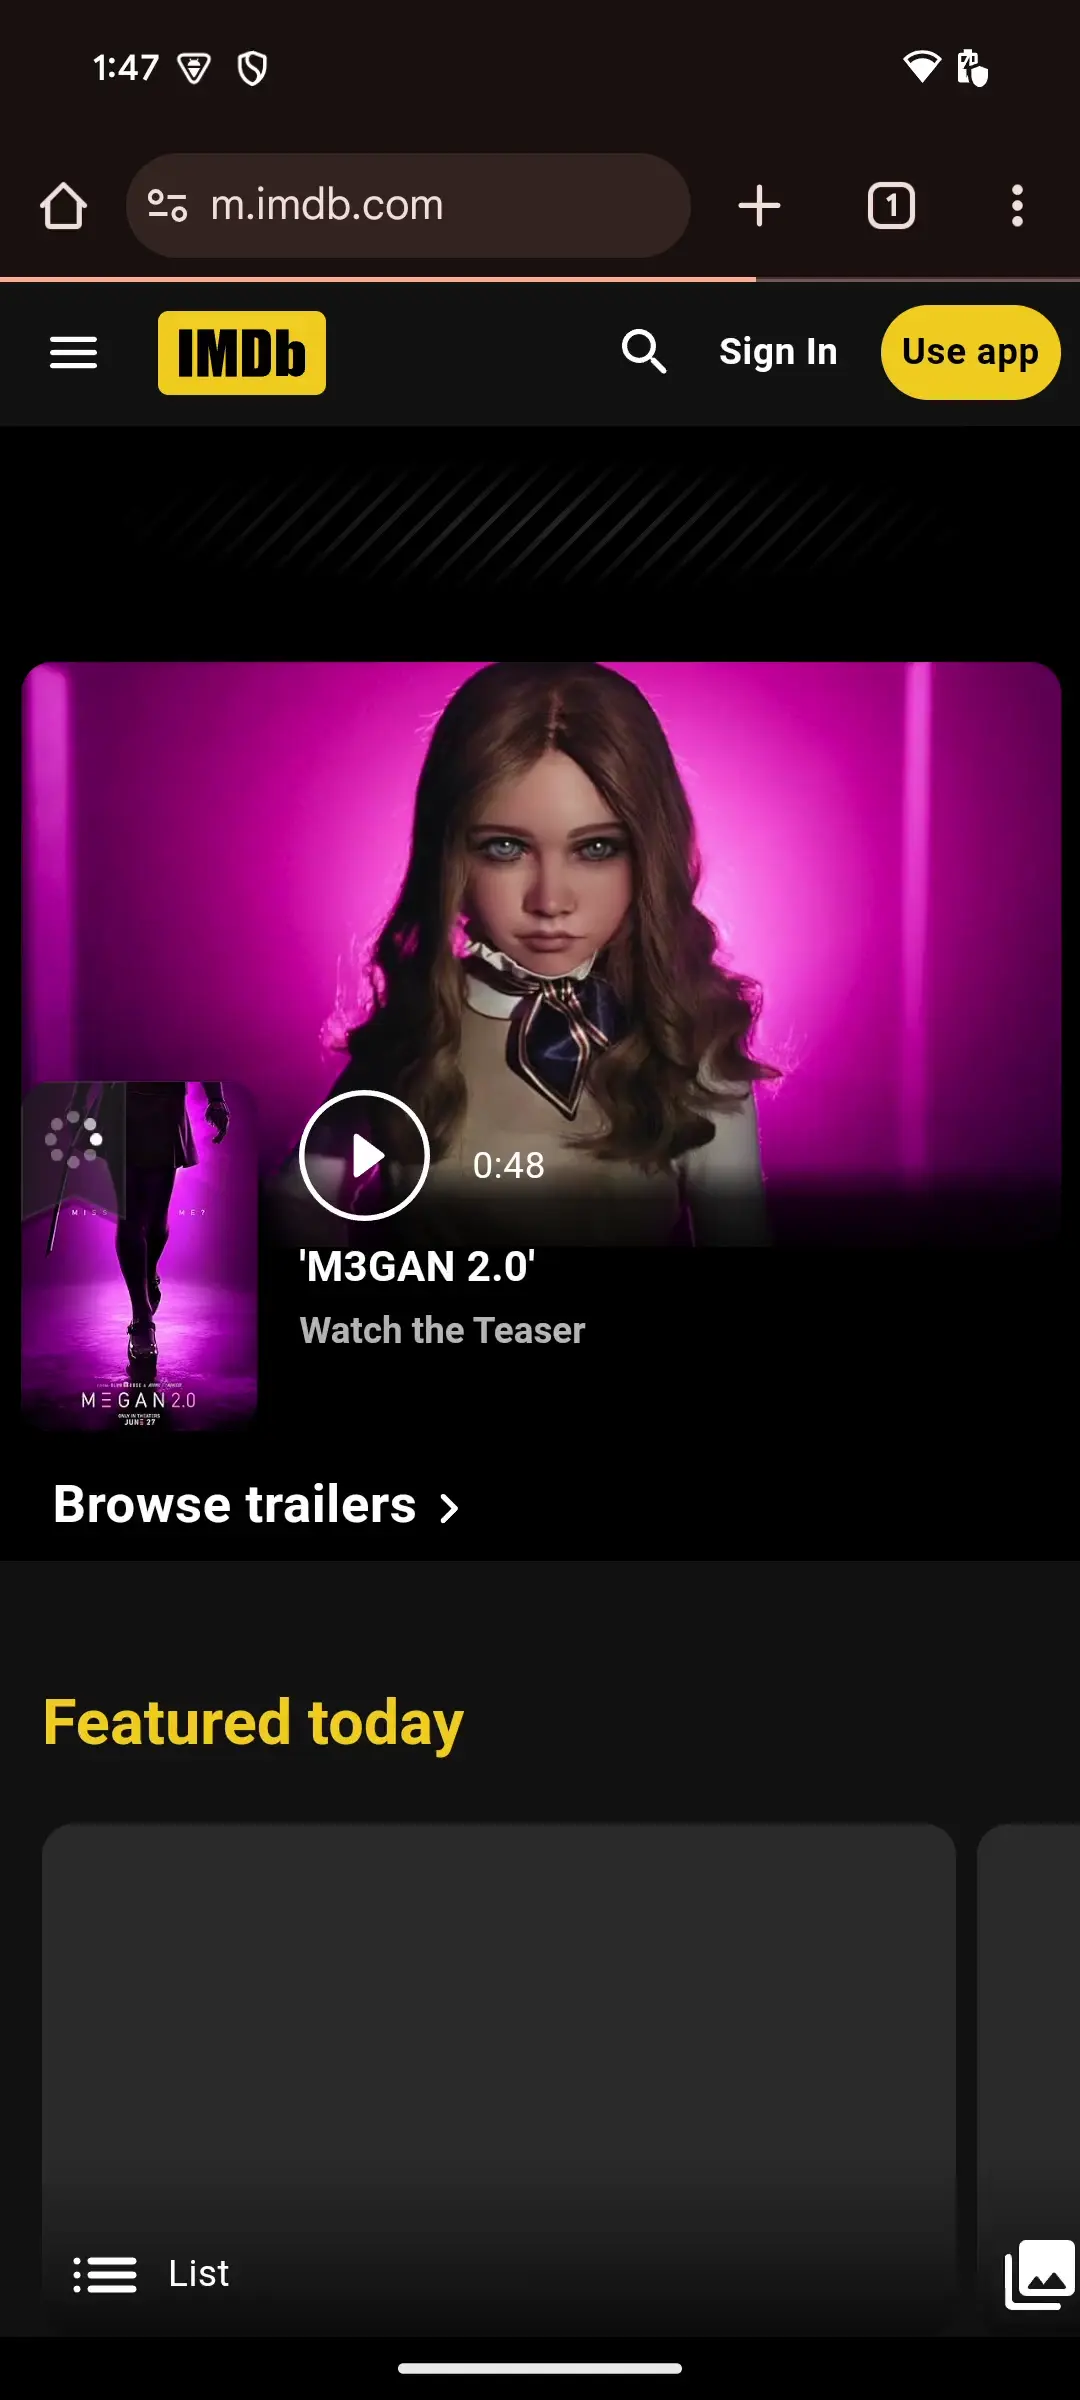 1:47
m.imdb.com
1
IMDb
Sign In
Use app
0:48
MISS ME?
'M3GAN 2.0'
Watch the Teaser
MΞGAN 2.0
ONLY IN THEATERS
JUNE 27
Browse trailers
Featured today
List